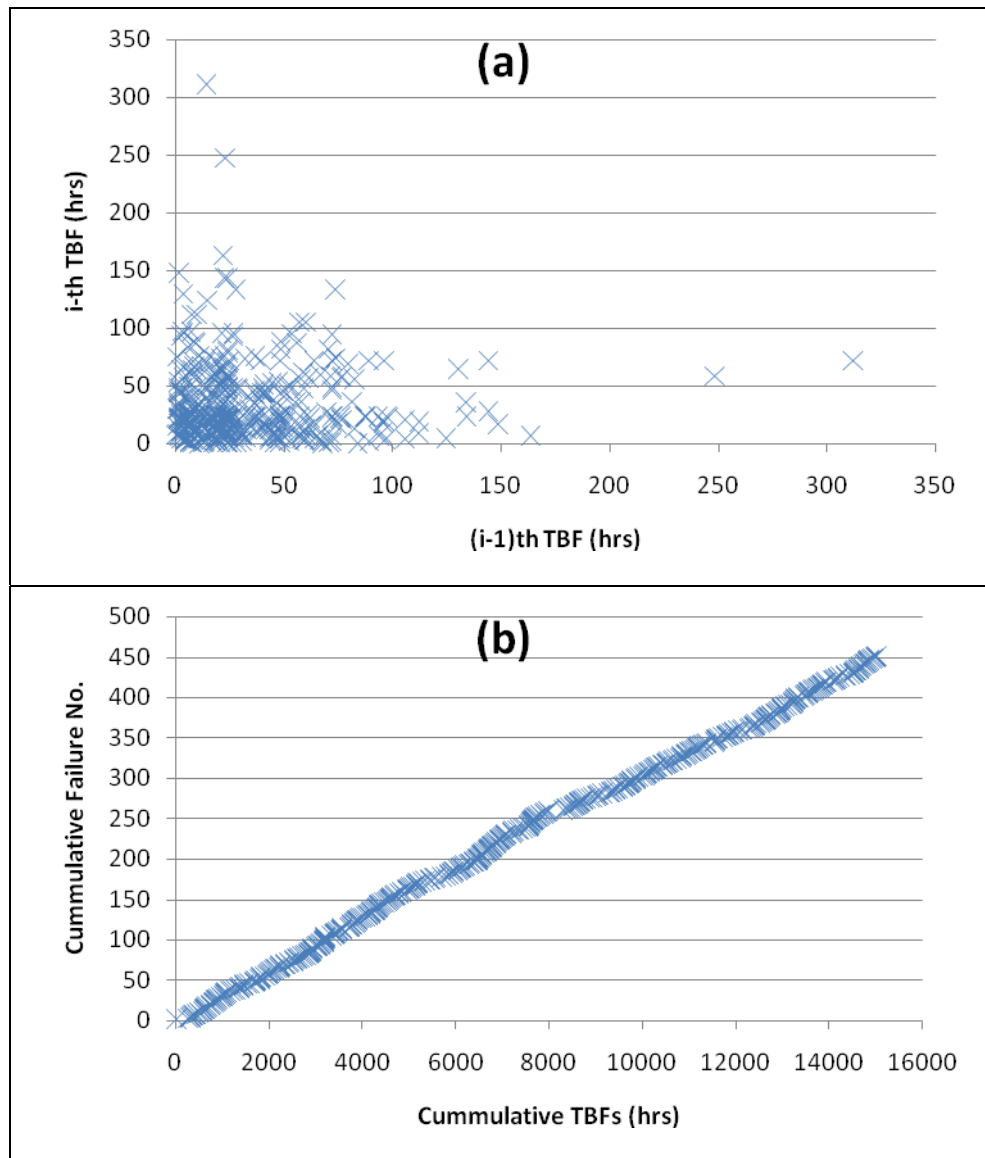 (a)
350
300
250
200
150
100
50
0
i-th TBF (hrs)
0 50 100 150 200 250 300 350
(i-1)th TBF (hrs)
(b)
500
450
400
350
300
250
200
150
100
50
0
Cummulative Failure No.
0 2000 4000 6000 8000 10000 12000 14000 16000
Cummulative TBFs (hrs)